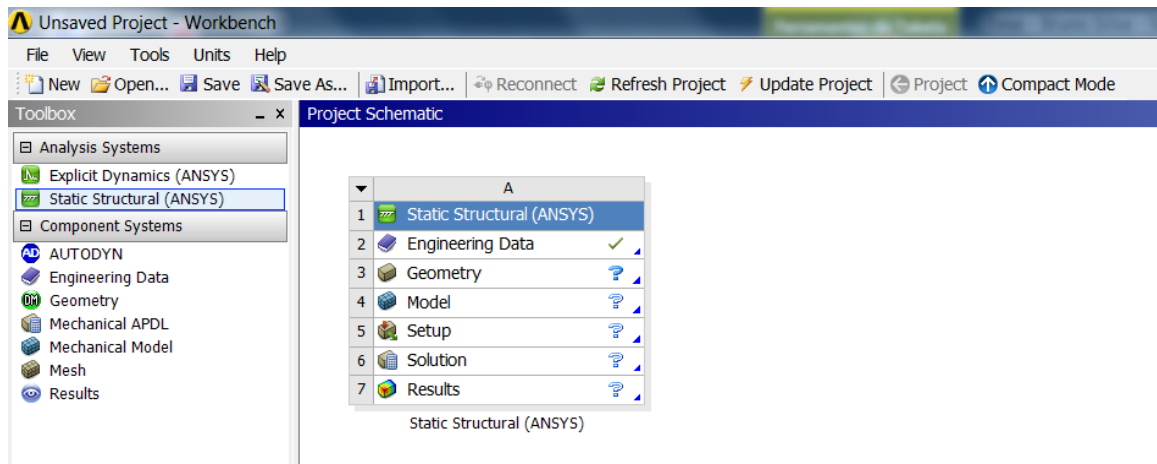 Unsaved Project - Workbench
File View Tools Units Help
New Open... Save Save As... Import... Reconnect Refresh Project Update Project Project Compact Mode
Toolbox
Analysis Systems
Explicit Dynamics (ANSYS)
Static Structural (ANSYS)
Component Systems
AD AUTODYN
Engineering Data
DM Geometry
Mechanical APDL
Mechanical Model
Mesh
Results
Project Schematic
A
1 Static Structural (ANSYS)
2 Engineering Data
3 Geometry ?
4 Model ?
5 Setup ?
6 Solution ?
7 Results ?
Static Structural (ANSYS)